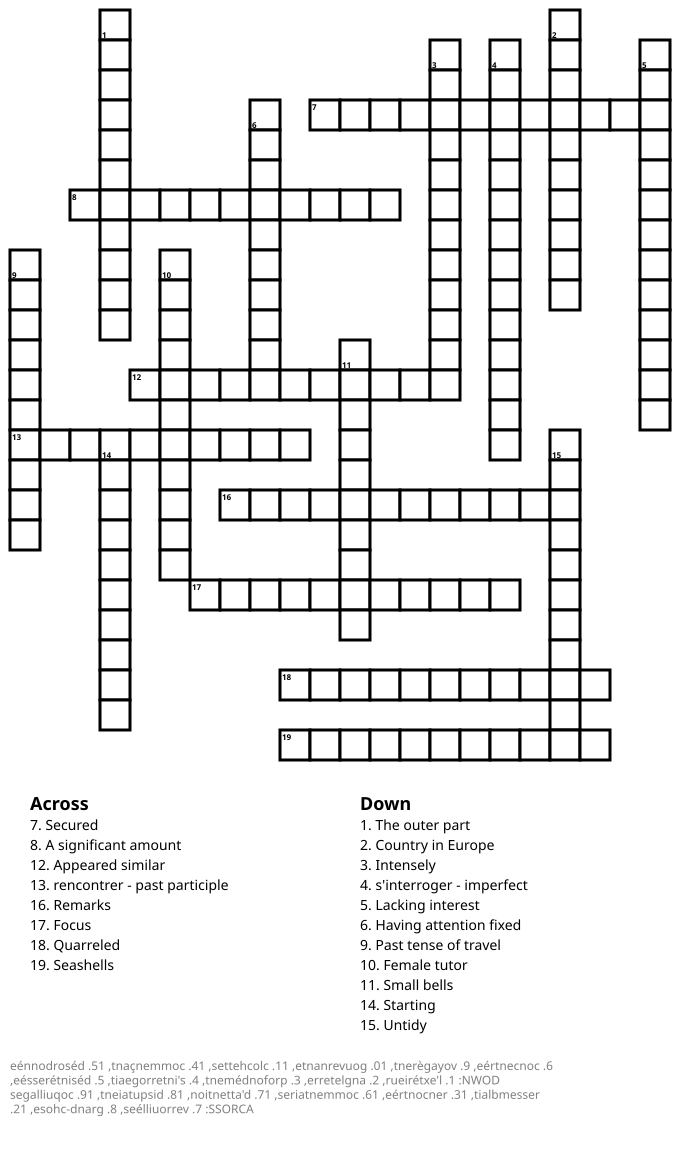 1 2
3 4 5
7
6
8
9 10
11
12
13
14 15
16
17
18
19
Across
7. Secured
8. A significant amount
12. Appeared similar
13. rencontrer - past participle
16. Remarks
17. Focus
18. Quarreled
19. Seashells
Down
1. The outer part
2. Country in Europe
3. Intensely
4. s'interroger - imperfect
5. Lacking interest
6. Having attention fixed
9. Past tense of travel
10. Female tutor
11. Small bells
14. Starting
15. Untidy
eénnodroséd .51 ,tnaçnemmoc .41 ,settehcolc .11 ,etnanrevuog .01 ,tnerègayov .9 ,eértnecnoc .6
,eésserétniséd .5 ,tiaegorretni's .4 ,tnemédnoforp .3 ,erretelgna .2 ,rueirétxe'l .1 :NWOD
segalliuqoc .91 ,tneiatupsid .81 ,noitnetta'd .71 ,seriatnemmoc .61 ,eértnocner .31 ,tialbmesser
.21 ,esohc-dnarg .8 ,seélliuorrev .7 :SSORCA